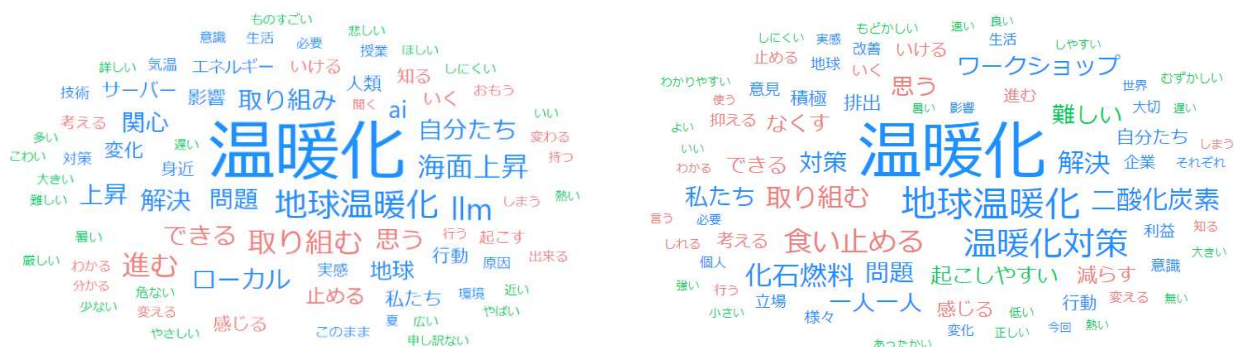 ものすごい 悲しい
意識 生活 必要 授業 ほしい
詳しい 気温 エネルギー いける 人類 知る しにくい
技術 サーバー 影響 取り組み 聞く ai いく おもう
考える 関心 温暖化 自分たち いい 変わる
多い 遅い
こわい 対策 変化 身近 海面上昇 持つ
大きい 上昇 解決 問題 地球温暖化 llm しまう 熱い
難しい
暑い できる 取り組む 思う 行う 起こす
厳しい わかる 進む ローカル 実感 地球 行動 原因 出来る
分かる 危ない 止める 私たち 環境 近い
少ない 変える 感じる 夏 広い やばい
やさしい このまま 申し訳ない
もどかしい 速い 良い
しにくい 実感 改善 いける 生活 しやすい
止める 地球 いく 思う ワークショップ
わかりやすい 意見 積極 排出 進む 世界 むずかしい
使う 暑い 影響 難しい 大切 遅い
よい 抑える なくす 温暖化 自分たち しまう
いい
わかる できる 対策 解決 企業 それぞれ
私たち 取り組む 地球温暖化 二酸化炭素
言う 必要
しれる 考える 食い止める 温暖化対策 利益 知る
個人 大きい
強い 化石燃料 問題 起こしやすい 減らす 意識
行う 立場 一人一人 感じる 低い 行動 変える 無い
小さい 様々 変化 正しい 今回 熱い
あったかい